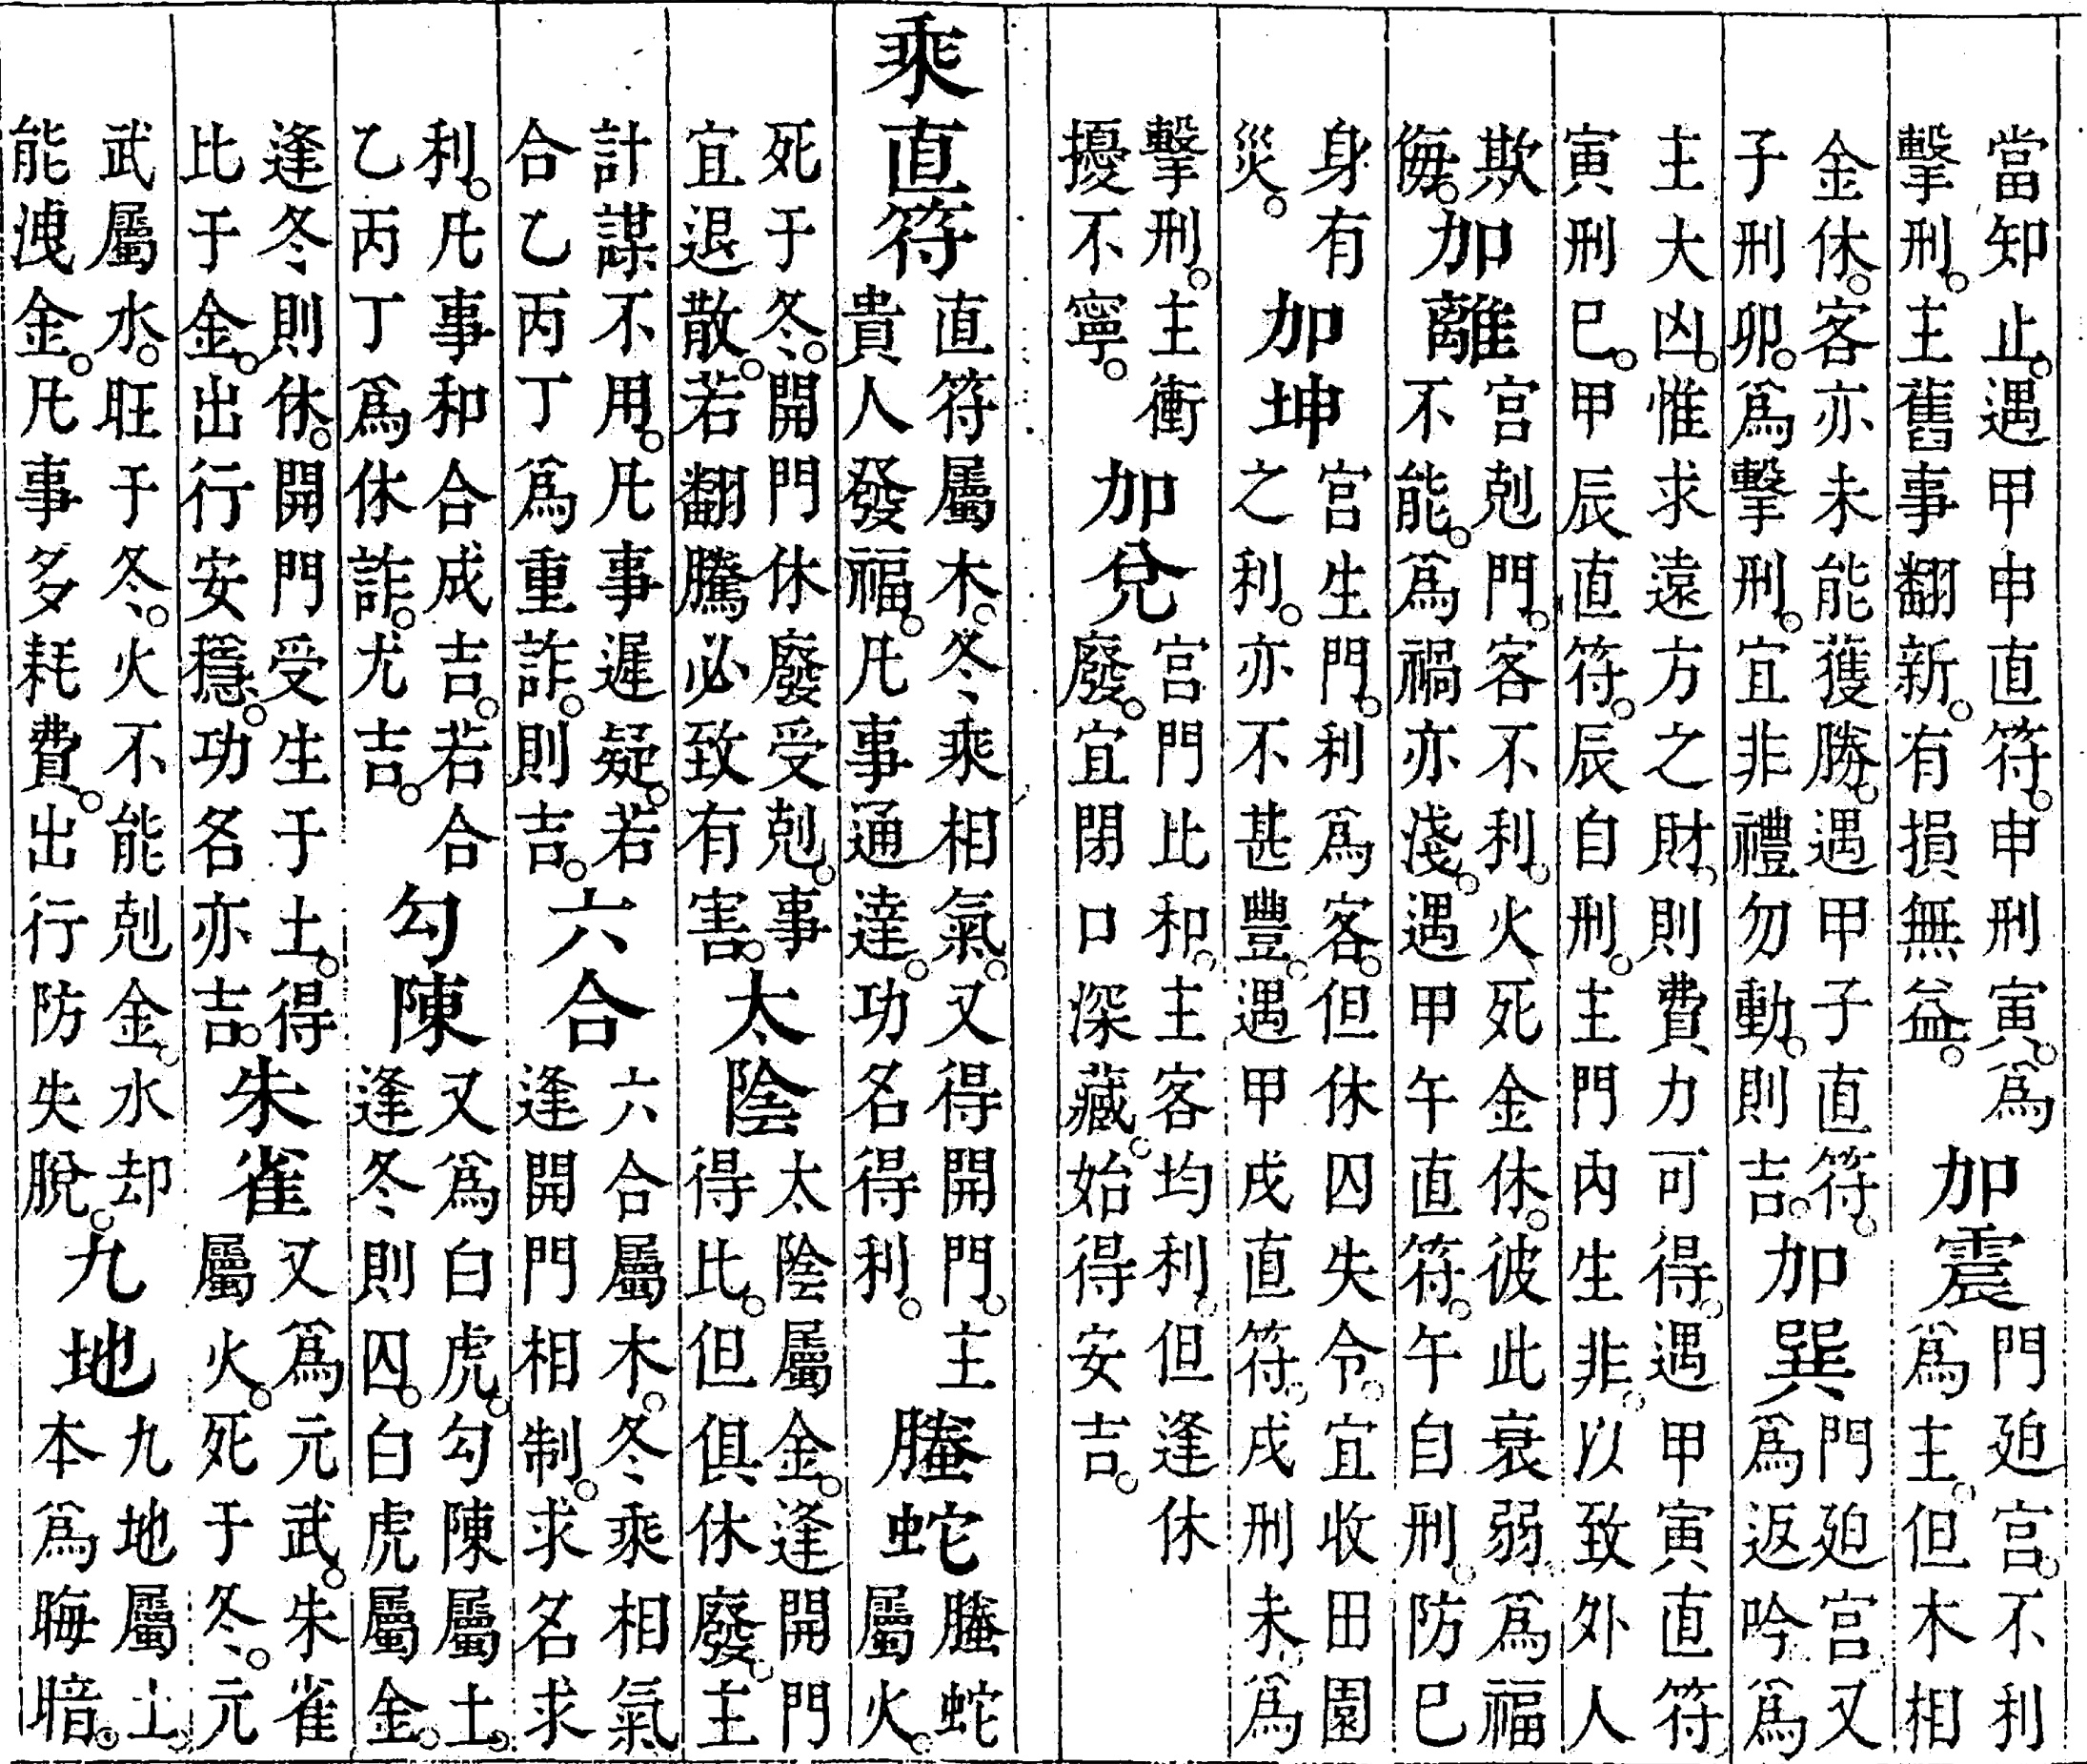 當知止。遇甲申直符。申刑寅。爲
擊刑。主舊事翻新。有損無益。
加震
門廹宫。不利
爲主。但木相
金休。客亦未能獲勝。遇甲子直符。
子刑卯。爲擊刑。宜非禮勿動。則吉。
加巽
門廹宫。又
爲返吟。爲
主大凶。惟求遠方之財。則費力可得。遇甲寅直符。
寅刑巳。甲辰直符。辰自刑。主門内生非。以致外人
欺
侮。
加離
宫剋門。客不利。火死金休。彼此衰弱。爲福
不能。爲禍亦淺。遇甲午直符。午自刑。防巳
身有
災。
加坤
宫生門。利爲客。但休囚失令。宜收田園
之利。亦不甚豐。遇甲戌直符。戌刑未。爲
擊刑。主衝
擾不寧。
加兌
宫門比和。主客均利。但逢休
廢。宜閉口深藏。始得安吉。
乘直符
直符屬木。冬乘相氣。又得開門。主
貴人發福。凡事通達。功名得利。
螣蛇
螣蛇
屬火。
死于冬。開門休廢受剋。事
宜退散。若翻騰必致有害。
太陰
太陰屬金。逢開門
得比。但俱休廢。主
計謀不用。凡事遲疑。若
合乙丙丁爲重詐。則吉。
六合
六合屬木。冬乘相氣
逢開門相制。求名求
利。凡事和合成吉。若合
乙丙丁爲休詐。尤吉。
勾陳
又爲白虎。勾陳屬土。
逢冬則囚。白虎屬金。
逢冬則休。開門受生于土。得
比于金。出行安穩。功名亦吉。
朱雀
又爲元武。朱雀
屬火。死于冬。元
武屬水。旺于冬。火不能剋金。水却
能洩金。凡事多耗費。出行防失脫。
九地
九地屬土。
本爲晦暗。